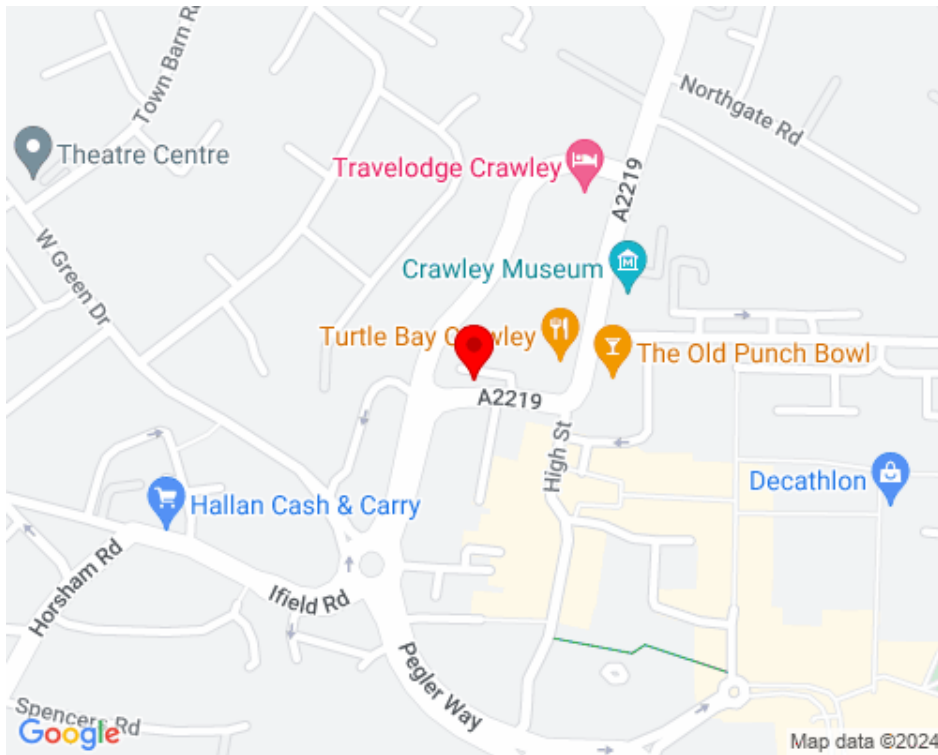 Town Barn Rd
Northgate Rd
Theatre Centre
Travelodge Crawley
A2219
W Green Dr
Crawley Museum
Turtle Bay Crawley
The Old Punch Bowl
A2219
High St
Decathlon
Hallan Cash & Carry
Horsham Rd
Ifield Rd
Pegler Way
Spencers Rd
Google
Map data ©2024